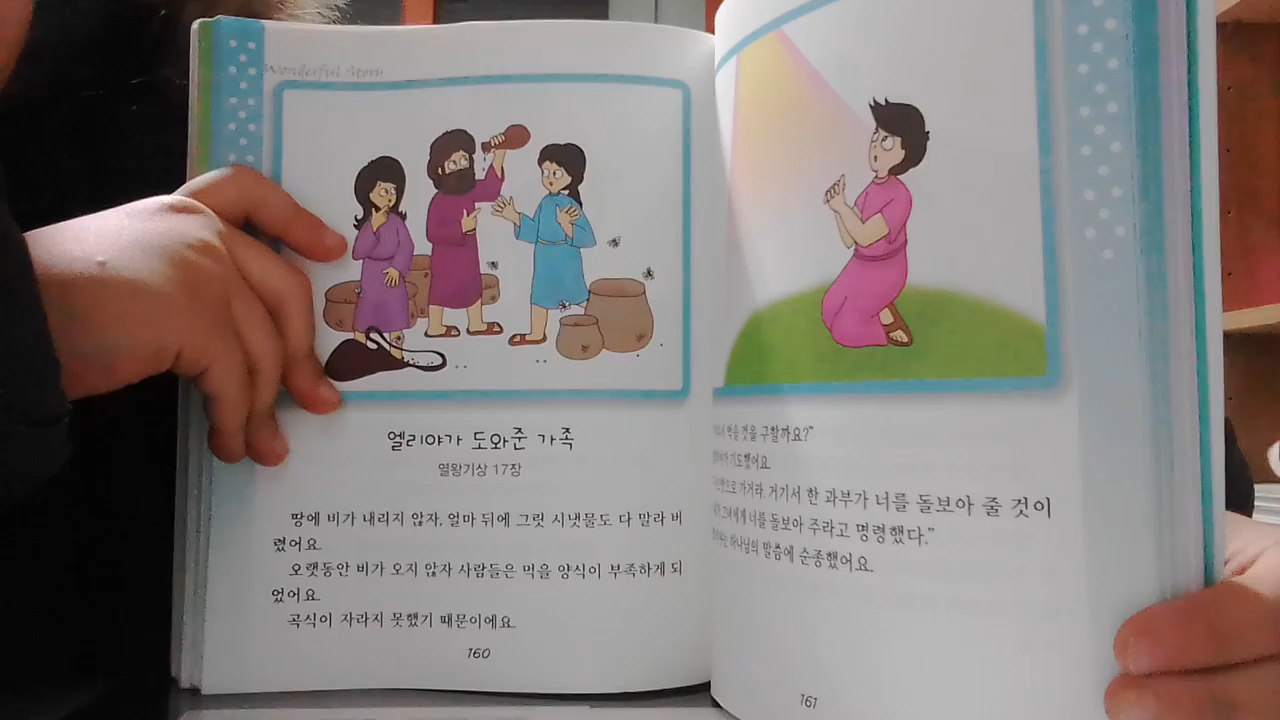 Wonderful Story
엘리야가 도와준 가족
열왕기상 17장
땅에 비가 내리지 않자, 얼마 뒤에 그릿 시냇물도 다 말라 버
렸어요.
오랫동안 비가 오지 않자 사람들은 먹을 양식이 부족하게 되
었어요.
곡식이 자라지 못했기 때문이에요.
160
먹을 것을 구할까요?"
기도했어요.
가거라. 거기서 한 과부가 너를 돌보아 줄 것이
그녀에게 너를 돌보아 주라고 명령했다."
하나님의 말씀에 순종했어요.
161